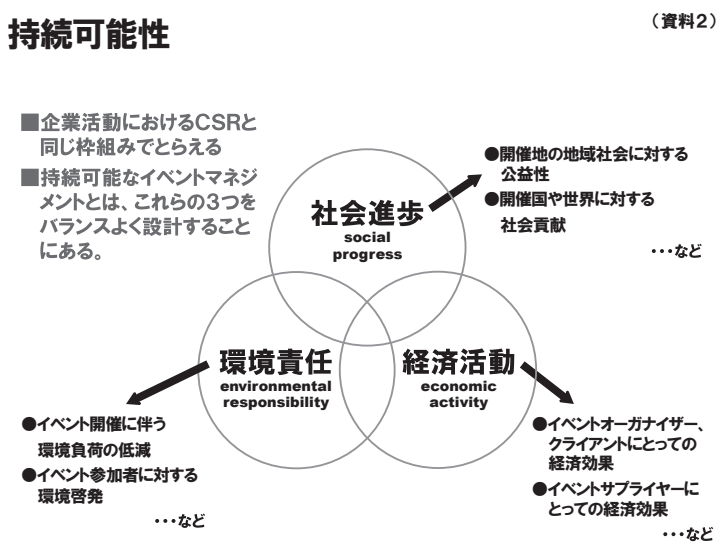 （資料2）
持続可能性
■企業活動におけるCSRと
同じ枠組みでとらえる
■持続可能なイベントマネジ
メントとは、これらの3つを
バランスよく設計すること
にある。
社会進歩
social
progress
●開催地の地域社会に対する
公益性
●開催国や世界に対する
社会貢献
･･･など
環境責任
environmental
responsibility
●イベント開催に伴う
環境負荷の低減
●イベント参加者に対する
環境啓発
･･･など
経済活動
economic
activity
●イベントオーガナイザー、
クライアントにとっての
経済効果
●イベントサプライヤーに
とっての経済効果
･･･など